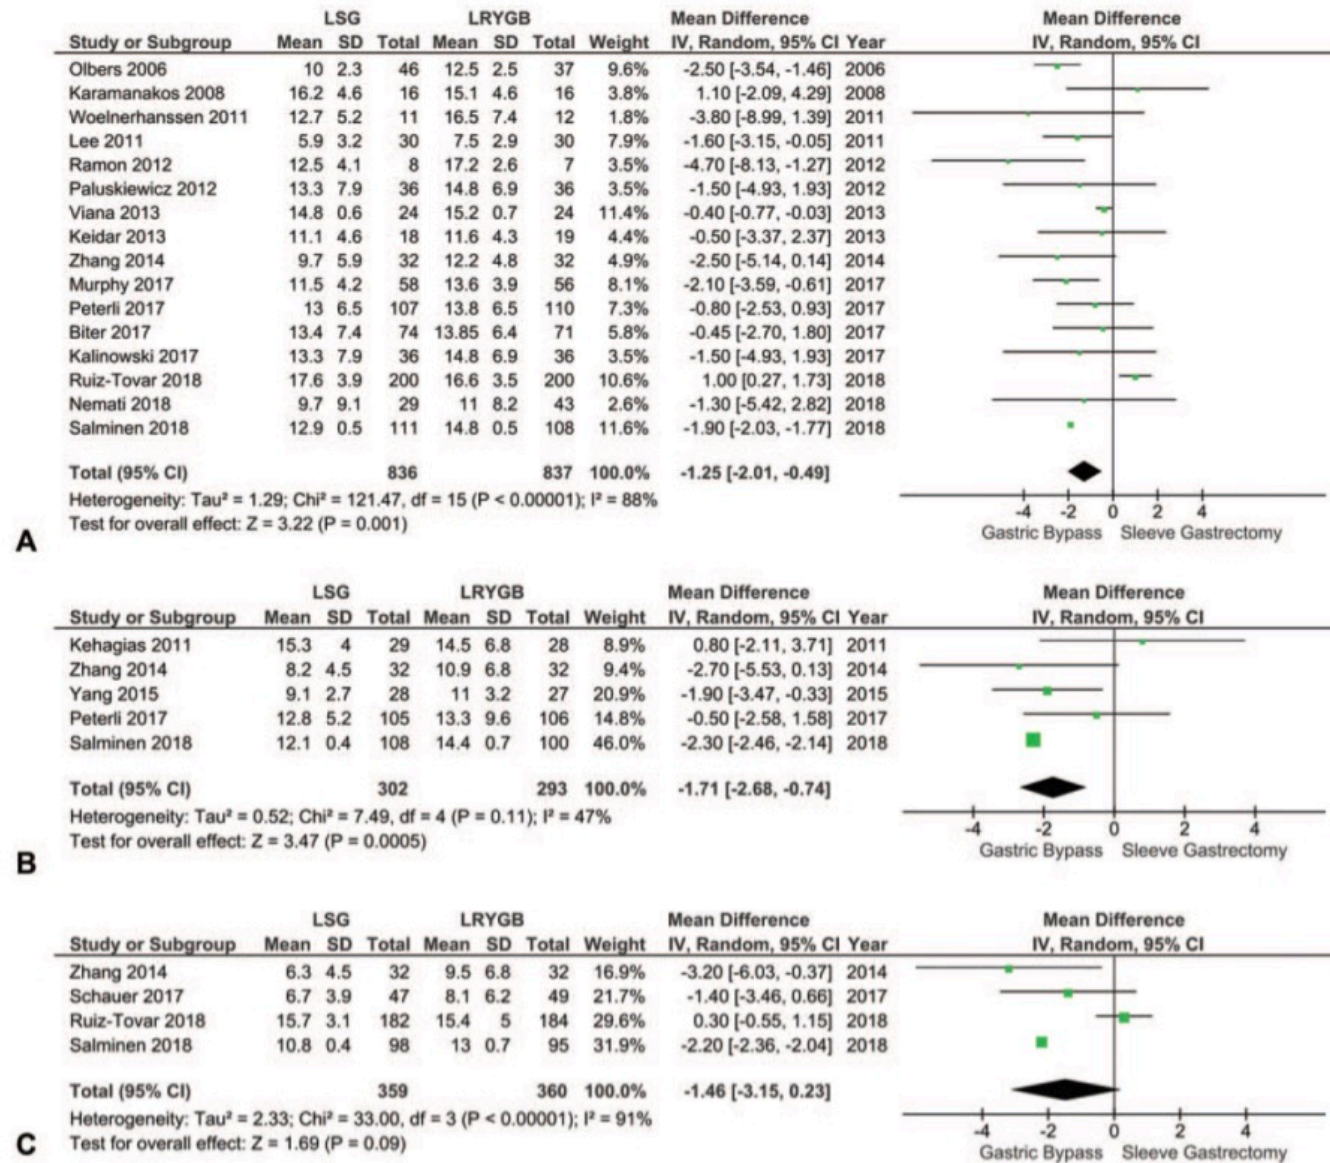 LSG LRYGB Mean Difference Mean Difference
Study or Subgroup Mean SD Total Mean SD Total Weight IV, Random, 95% CI Year IV, Random, 95% CI
Olbers 2006 10 2.3 46 12.5 2.5 37 9.6% -2.50 [-3.54, -1.46] 2006
Karamanakos 2008 16.2 4.6 16 15.1 4.6 16 3.8% 1.10 [-2.09, 4.29] 2008
Woelnerhanssen 2011 12.7 5.2 11 16.5 7.4 12 1.8% -3.80 [-8.99, 1.39] 2011
Lee 2011 5.9 3.2 30 7.5 2.9 30 7.9% -1.60 [-3.15, -0.05] 2011
Ramon 2012 12.5 4.1 8 17.2 2.6 7 3.5% -4.70 [-8.13, -1.27] 2012
Paluskiewicz 2012 13.3 7.9 36 14.8 6.9 36 3.5% -1.50 [-4.93, 1.93] 2012
Viana 2013 14.8 0.6 24 15.2 0.7 24 11.4% -0.40 [-0.77, -0.03] 2013
Keidar 2013 11.1 4.6 18 11.6 4.3 19 4.4% -0.50 [-3.37, 2.37] 2013
Zhang 2014 9.7 5.9 32 12.2 4.8 32 4.9% -2.50 [-5.14, 0.14] 2014
Murphy 2017 11.5 4.2 58 13.6 3.9 56 8.1% -2.10 [-3.59, -0.61] 2017
Peterli 2017 13 6.5 107 13.8 6.5 110 7.3% -0.80 [-2.53, 0.93] 2017
Biter 2017 13.4 7.4 74 13.85 6.4 71 5.8% -0.45 [-2.70, 1.80] 2017
Kalinowski 2017 13.3 7.9 36 14.8 6.9 36 3.5% -1.50 [-4.93, 1.93] 2017
Ruiz-Tovar 2018 17.6 3.9 200 16.6 3.5 200 10.6% 1.00 [0.27, 1.73] 2018
Nemati 2018 9.7 9.1 29 11 8.2 43 2.6% -1.30 [-5.42, 2.82] 2018
Salminen 2018 12.9 0.5 111 14.8 0.5 108 11.6% -1.90 [-2.03, -1.77] 2018
Total (95% CI) 836 837 100.0% -1.25 [-2.01, -0.49]
Heterogeneity: Tau² = 1.29; Chi² = 121.47, df = 15 (P < 0.00001); I² = 88%
Test for overall effect: Z = 3.22 (P = 0.001)
-4 -2 0 2 4
Gastric Bypass Sleeve Gastrectomy
A
LSG LRYGB Mean Difference Mean Difference
Study or Subgroup Mean SD Total Mean SD Total Weight IV, Random, 95% CI Year IV, Random, 95% CI
Kehagias 2011 15.3 4 29 14.5 6.8 28 8.9% 0.80 [-2.11, 3.71] 2011
Zhang 2014 8.2 4.5 32 10.9 6.8 32 9.4% -2.70 [-5.53, 0.13] 2014
Yang 2015 9.1 2.7 28 11 3.2 27 20.9% -1.90 [-3.47, -0.33] 2015
Peterli 2017 12.8 5.2 105 13.3 9.6 106 14.8% -0.50 [-2.58, 1.58] 2017
Salminen 2018 12.1 0.4 108 14.4 0.7 100 46.0% -2.30 [-2.46, -2.14] 2018
Total (95% CI) 302 293 100.0% -1.71 [-2.68, -0.74]
Heterogeneity: Tau² = 0.52; Chi² = 7.49, df = 4 (P = 0.11); I² = 47%
Test for overall effect: Z = 3.47 (P = 0.0005)
-4 -2 0 2 4
Gastric Bypass Sleeve Gastrectomy
B
LSG LRYGB Mean Difference Mean Difference
Study or Subgroup Mean SD Total Mean SD Total Weight IV, Random, 95% CI Year IV, Random, 95% CI
Zhang 2014 6.3 4.5 32 9.5 6.8 32 16.9% -3.20 [-6.03, -0.37] 2014
Schauer 2017 6.7 3.9 47 8.1 6.2 49 21.7% -1.40 [-3.46, 0.66] 2017
Ruiz-Tovar 2018 15.7 3.1 182 15.4 5 184 29.6% 0.30 [-0.55, 1.15] 2018
Salminen 2018 10.8 0.4 98 13 0.7 95 31.9% -2.20 [-2.36, -2.04] 2018
Total (95% CI) 359 360 100.0% -1.46 [-3.15, 0.23]
Heterogeneity: Tau² = 2.33; Chi² = 33.00, df = 3 (P < 0.00001); I² = 91%
Test for overall effect: Z = 1.69 (P = 0.09)
-4 -2 0 2 4
Gastric Bypass Sleeve Gastrectomy
C